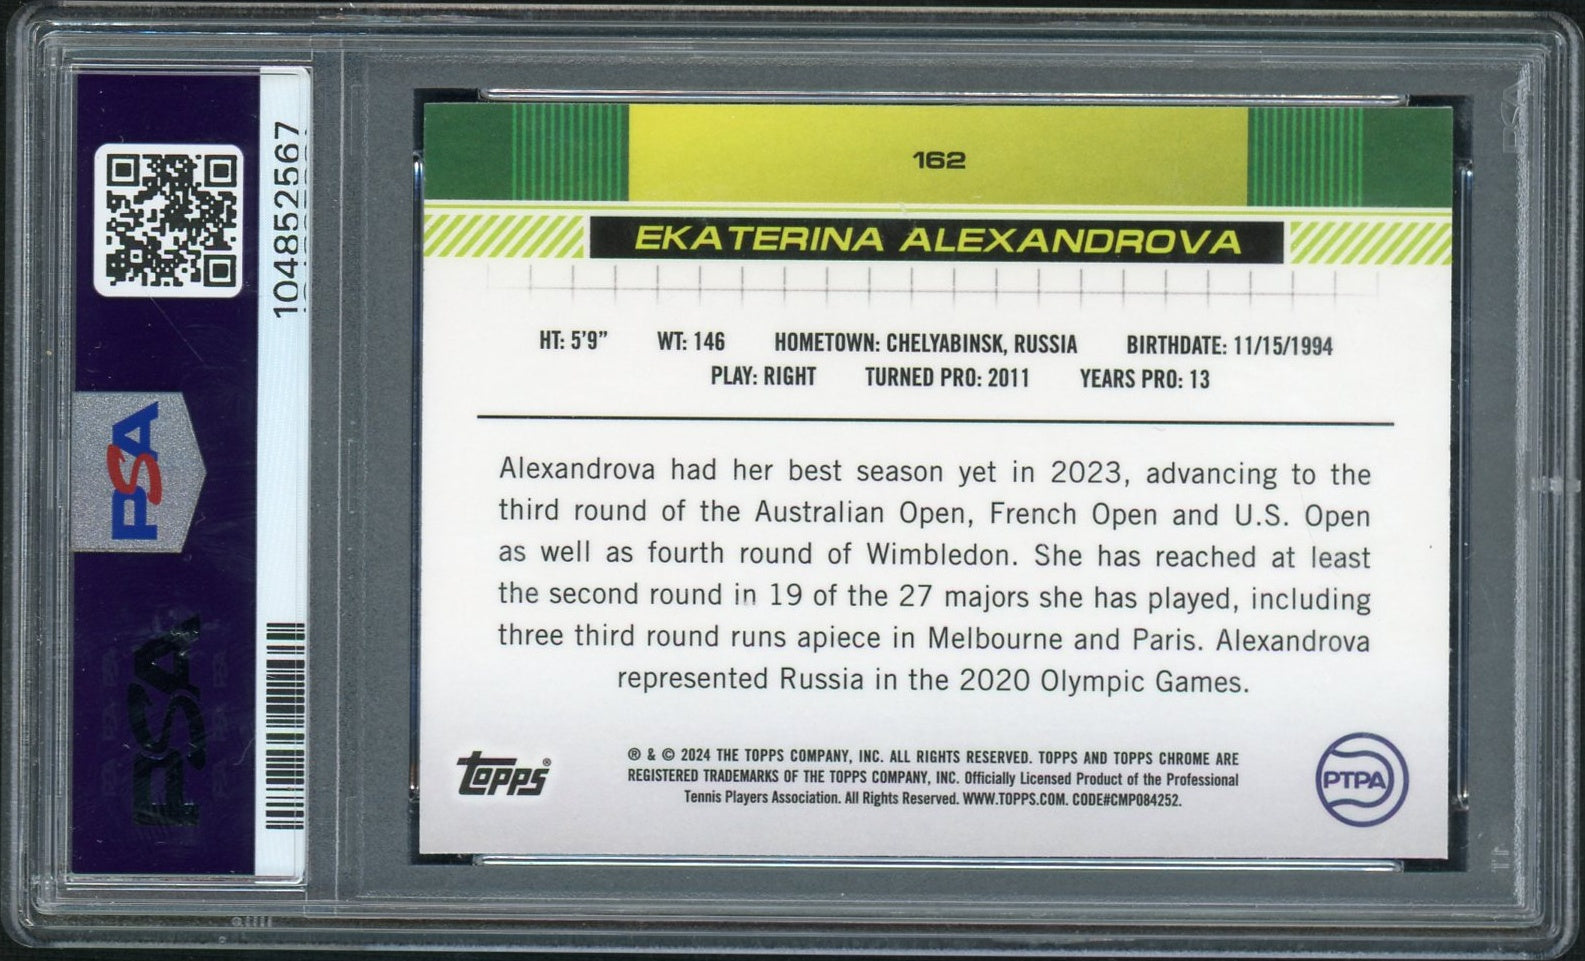 104852567
PSA
PSA
162
EKATERINA ALEXANDROVA
HT: 5'9" WT: 146 HOMETOWN: CHELYABINSK, RUSSIA BIRTHDATE: 11/15/1994
PLAY: RIGHT TURNED PRO: 2011 YEARS PRO: 13
Alexandrova had her best season yet in 2023, advancing to the
third round of the Australian Open, French Open and U.S. Open
as well as fourth round of Wimbledon. She has reached at least
the second round in 19 of the 27 majors she has played, including
three third round runs apiece in Melbourne and Paris. Alexandrova
represented Russia in the 2020 Olympic Games.
topps®
® & © 2024 THE TOPPS COMPANY, INC. ALL RIGHTS RESERVED. TOPPS AND TOPPS CHROME ARE
REGISTERED TRADEMARKS OF THE TOPPS COMPANY, INC. Officially Licensed Product of the Professional
Tennis Players Association. All Rights Reserved. WWW.TOPPS.COM. CODE#CMP084252.
PTPA